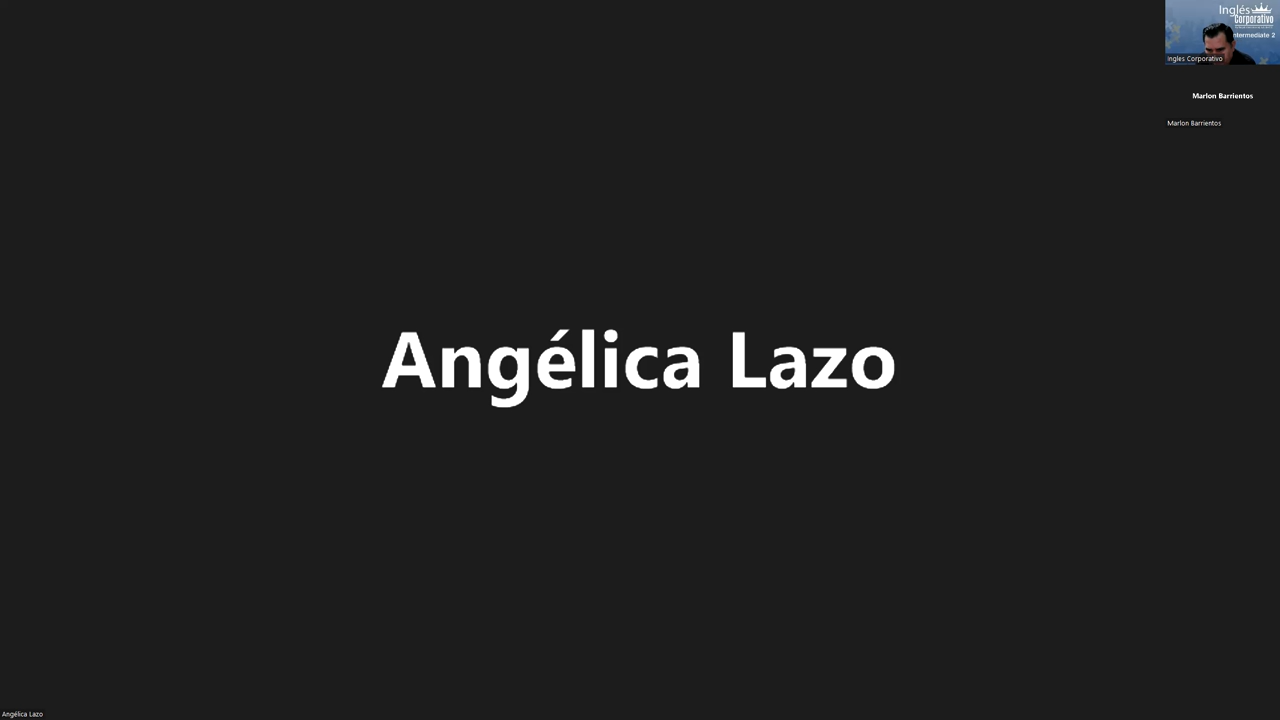 Inglés
Corporativo
ntermediate 2
Ingles Corporativo
Marlon Barrientos
Marlon Barrientos
Angélica Lazo
Angélica Lazo